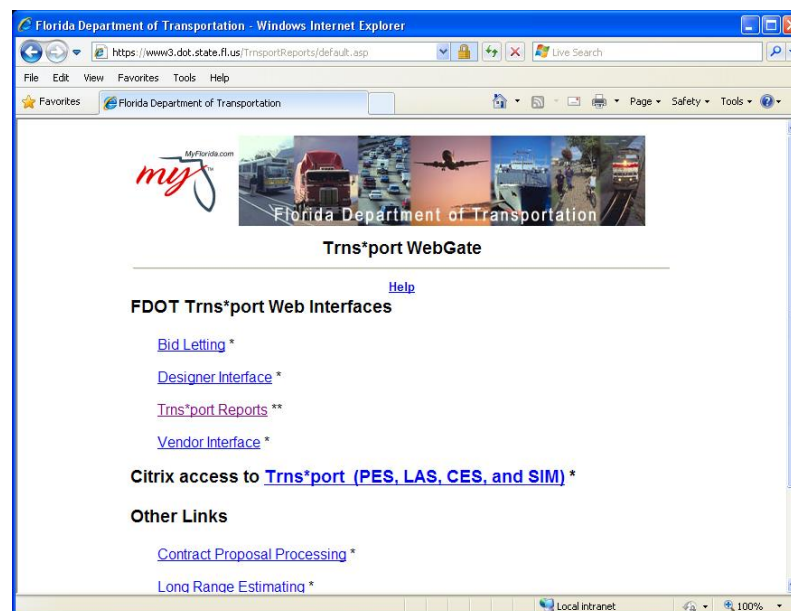 Florida Department of Transportation - Windows Internet Explorer
https://www3.dot.state.fl.us/TrnsportReports/default.asp
Live Search
File Edit View Favorites Tools Help
Favorites
Florida Department of Transportation
Page Safety Tools
MyFlorida.com
my
Florida Department of Transportation
Trns*port WebGate
Help
FDOT Trns*port Web Interfaces
Bid Letting *
Designer Interface *
Trns*port Reports **
Vendor Interface *
Citrix access to Trns*port (PES, LAS, CES, and SIM) *
Other Links
Contract Proposal Processing *
Long Range Estimating *
Local intranet
100%